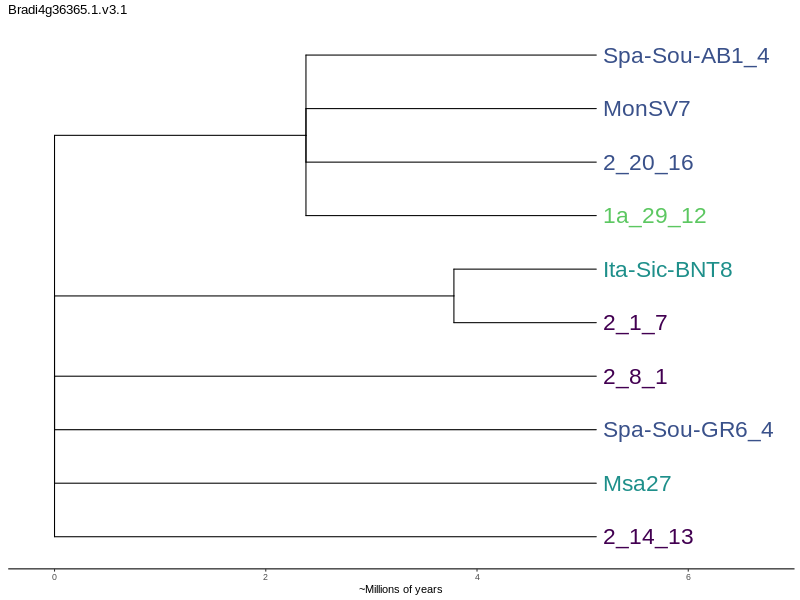 Bradi4g36365.1.v3.1
Spa-Sou-AB1_4
MonSV7
2_20_16
1a_29_12
Ita-Sic-BNT8
2_1_7
2_8_1
Spa-Sou-GR6_4
Msa27
2_14_13
0 2 4 6
~Millions of years